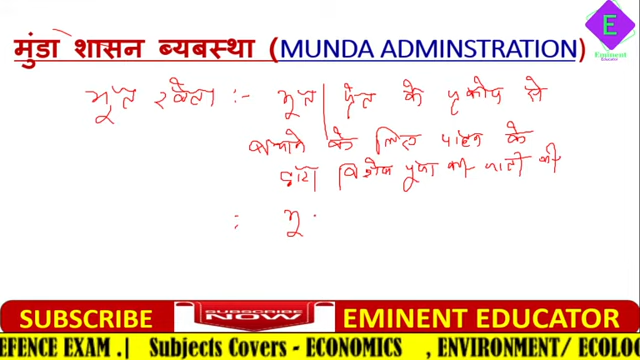 मुंडा शासन ब्यबस्था (MUNDA ADMINSTRATION)
E
Eminent
Educator
भूत खेता :- भूत | प्रेत के प्रकोप से
बचाने के लिए पाहन के
द्वारा विशेष पूजा की जाती थी
: भू
SUBSCRIBE
SUBSCRIBE
NOW
EMINENT EDUCATOR
EFENCE EXAM .| Subjects Covers - ECONOMICS , ENVIRONMENT/ ECOLO